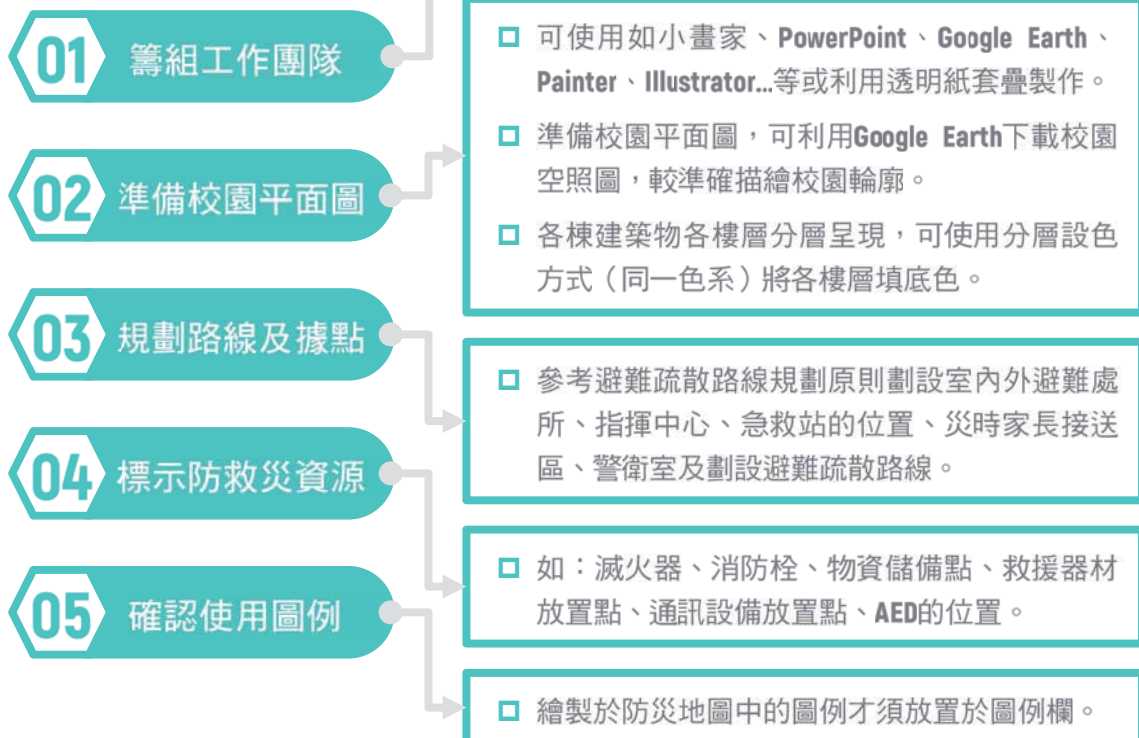 01 籌組工作團隊
02 準備校園平面圖
03 規劃路線及據點
04 標示防救災資源
05 確認使用圖例
可使用如小畫家、PowerPoint、Google Earth、
Painter、Illustrator...等或利用透明紙套疊製作。
準備校園平面圖，可利用Google Earth下載校園
空照圖，較準確描繪校園輪廓。
各棟建築物各樓層分層呈現，可使用分層設色
方式（同一色系）將各樓層填底色。
參考避難疏散路線規劃原則劃設室內外避難處
所、指揮中心、急救站的位置、災時家長接送
區、警衛室及劃設避難疏散路線。
如：滅火器、消防栓、物資儲備點、救援器材
放置點、通訊設備放置點、AED的位置。
繪製於防災地圖中的圖例才須放置於圖例欄。